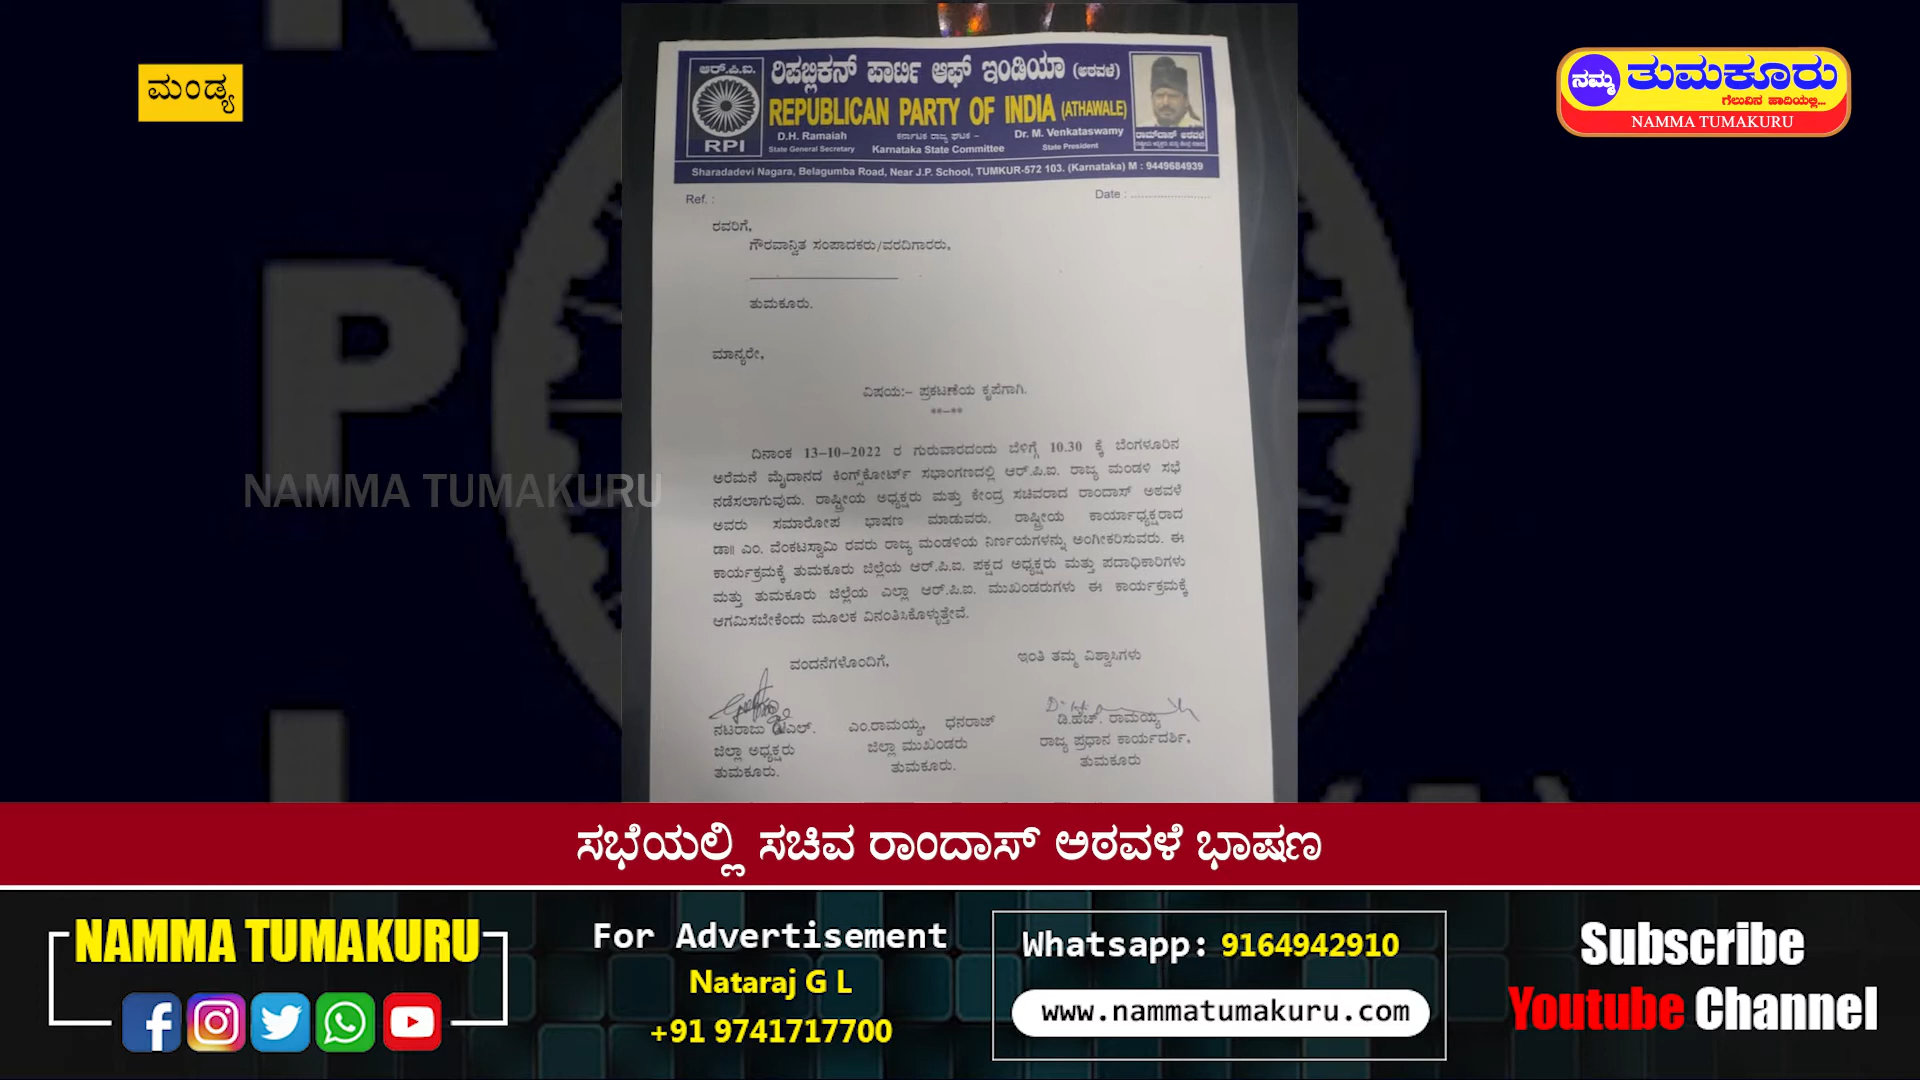 ಮಂಡ್ಯ
ನಮ್ಮ ತುಮಕೂರು
ಗೆಲುವಿನ ಹಾದಿಯಲ್ಲಿ...
NAMMA TUMAKURU
ಆರ್.ಪಿ.ಐ.
RPI
ರಿಪಬ್ಲಿಕನ್ ಪಾರ್ಟಿ ಆಫ್ ಇಂಡಿಯಾ (ಅಠವಳೆ)
REPUBLICAN PARTY OF INDIA (ATHAWALE)
D.H. Ramaiah ಕರ್ನಾಟಕ ರಾಜ್ಯ ಘಟಕ – Dr. M. Venkataswamy
State General Secretary Karnataka State Committee State President
ರಾಮ್‌ದಾಸ್ ಅಠವಳೆ
Sharadadevi Nagara, Belagumba Road, Near J.P. School, TUMKUR-572 103. (Karnataka) M : 9449684939
Ref. : Date : ........................
ರವರಿಗೆ,
ಗೌರವಾನ್ವಿತ ಸಂಪಾದಕರು/ವರದಿಗಾರರು,
ತುಮಕೂರು.
ಮಾನ್ಯರೇ,
ವಿಷಯ:– ಪ್ರಕಟಣೆಯ ಕೃಪೆಗಾಗಿ.
**–**
ದಿನಾಂಕ 13–10–2022 ರ ಗುರುವಾರದಂದು ಬೆಳಿಗ್ಗೆ 10.30 ಕ್ಕೆ ಬೆಂಗಳೂರಿನ
ಅರೆಮನೆ ಮೈದಾನದ ಕಿಂಗ್ಸ್‌ಕೋರ್ಟ್ ಸಭಾಂಗಣದಲ್ಲಿ ಆರ್.ಪಿ.ಐ. ರಾಜ್ಯ ಮಂಡಳಿ ಸಭೆ
ನಡೆಸಲಾಗುವುದು. ರಾಷ್ಟ್ರೀಯ ಅಧ್ಯಕ್ಷರು ಮತ್ತು ಕೇಂದ್ರ ಸಚಿವರಾದ ರಾಂದಾಸ್ ಅಠವಳೆ
ಅವರು ಸಮಾರೋಪ ಭಾಷಣ ಮಾಡುವರು. ರಾಷ್ಟ್ರೀಯ ಕಾರ್ಯಾಧ್ಯಕ್ಷರಾದ
ಡಾ॥ ಎಂ. ವೆಂಕಟಸ್ವಾಮಿ ರವರು ರಾಜ್ಯ ಮಂಡಳಿಯ ನಿರ್ಣಯಗಳನ್ನು ಅಂಗೀಕರಿಸುವರು. ಈ
ಕಾರ್ಯಕ್ರಮಕ್ಕೆ ತುಮಕೂರು ಜಿಲ್ಲೆಯ ಆರ್.ಪಿ.ಐ. ಪಕ್ಷದ ಅಧ್ಯಕ್ಷರು ಮತ್ತು ಪದಾಧಿಕಾರಿಗಳು
ಮತ್ತು ತುಮಕೂರು ಜಿಲ್ಲೆಯ ಎಲ್ಲಾ ಆರ್.ಪಿ.ಐ. ಮುಖಂಡರುಗಳು ಈ ಕಾರ್ಯಕ್ರಮಕ್ಕೆ
ಆಗಮಿಸಬೇಕೆಂದು ಮೂಲಕ ವಿನಂತಿಸಿಕೊಳ್ಳುತ್ತೇವೆ.
ವಂದನೆಗಳೊಂದಿಗೆ, ಇಂತಿ ತಮ್ಮ ವಿಶ್ವಾಸಿಗಳು
ನಟರಾಜು ಎಲ್. ಎಂ.ರಾಮಯ್ಯ, ಧನರಾಜ್ ಡಿ.ಹೆಚ್. ರಾಮಯ್ಯ
ಜಿಲ್ಲಾ ಅಧ್ಯಕ್ಷರು ಜಿಲ್ಲಾ ಮುಖಂಡರು ರಾಜ್ಯ ಪ್ರಧಾನ ಕಾರ್ಯದರ್ಶಿ,
ತುಮಕೂರು. ತುಮಕೂರು. ತುಮಕೂರು
NAMMA TUMAKURU
ಸಭೆಯಲ್ಲಿ ಸಚಿವ ರಾಂದಾಸ್ ಅಠವಳೆ ಭಾಷಣ
NAMMA TUMAKURU
For Advertisement
Nataraj G L
+91 9741717700
Whatsapp: 9164942910
www.nammatumakuru.com
Subscribe
Youtube Channel